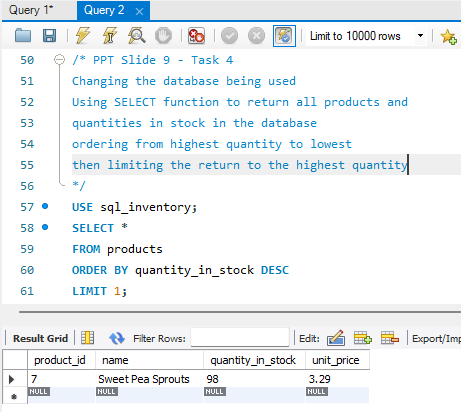 Query 1* Query 2 ×
Limit to 10000 rows
50 /* PPT Slide 9 - Task 4
51 Changing the database being used
52 Using SELECT function to return all products and
53 quantities in stock in the database
54 ordering from highest quantity to lowest
55 then limiting the return to the highest quantity
56 */
57 USE sql_inventory;
58 SELECT *
59 FROM products
60 ORDER BY quantity_in_stock DESC
61 LIMIT 1;
Result Grid Filter Rows: Edit: Export/Imp
product_id name quantity_in_stock unit_price
7 Sweet Pea Sprouts 98 3.29
NULL NULL NULL NULL